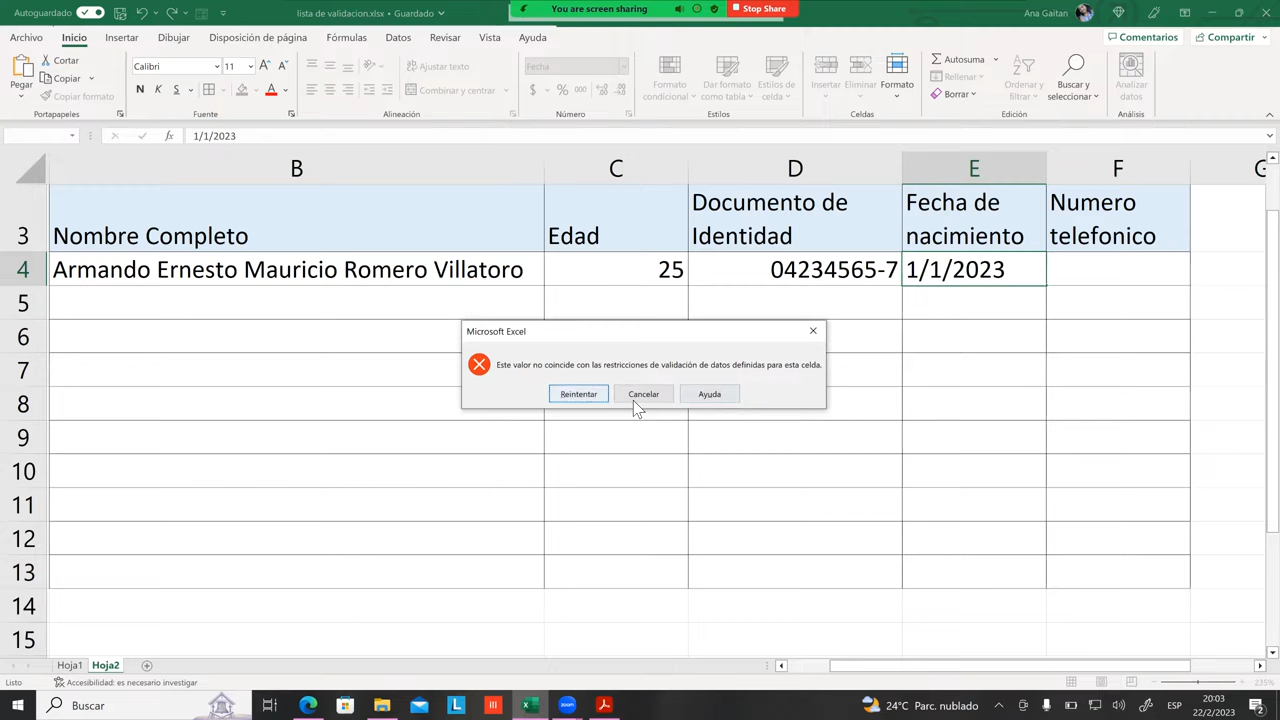 Autoguardado
lista de validacion.xlsx • Guardado
You are screen sharing
Stop Share
Ana Gaitan
Archivo Inicio Insertar Dibujar Disposición de página Fórmulas Datos Revisar Vista Ayuda
Comentarios Compartir
Pegar
Cortar
Copiar
Copiar formato
Portapapeles
Calibri 11
N K S
Fuente
Ajustar texto
Combinar y centrar
Alineación
Fecha
$ % 000
Número
Formato condicional
Dar formato como tabla
Estilos de celda
Estilos
Insertar Eliminar Formato
Celdas
Autosuma
Rellenar
Borrar
Ordenar y filtrar
Buscar y seleccionar
Edición
Analizar datos
Análisis
fx 1/1/2023
B C D E F G
3 Nombre Completo Edad Documento de Identidad Fecha de nacimiento Numero telefonico
4 Armando Ernesto Mauricio Romero Villatoro 25 04234565-7 1/1/2023
5
6
7
8
9
10
11
12
13
14
15
Microsoft Excel
Este valor no coincide con las restricciones de validación de datos definidas para esta celda.
Reintentar Cancelar Ayuda
Hoja1 Hoja2
Listo Accesibilidad: es necesario investigar 235%
Buscar
24°C Parc. nublado
ESP
20:03
22/2/2023
2